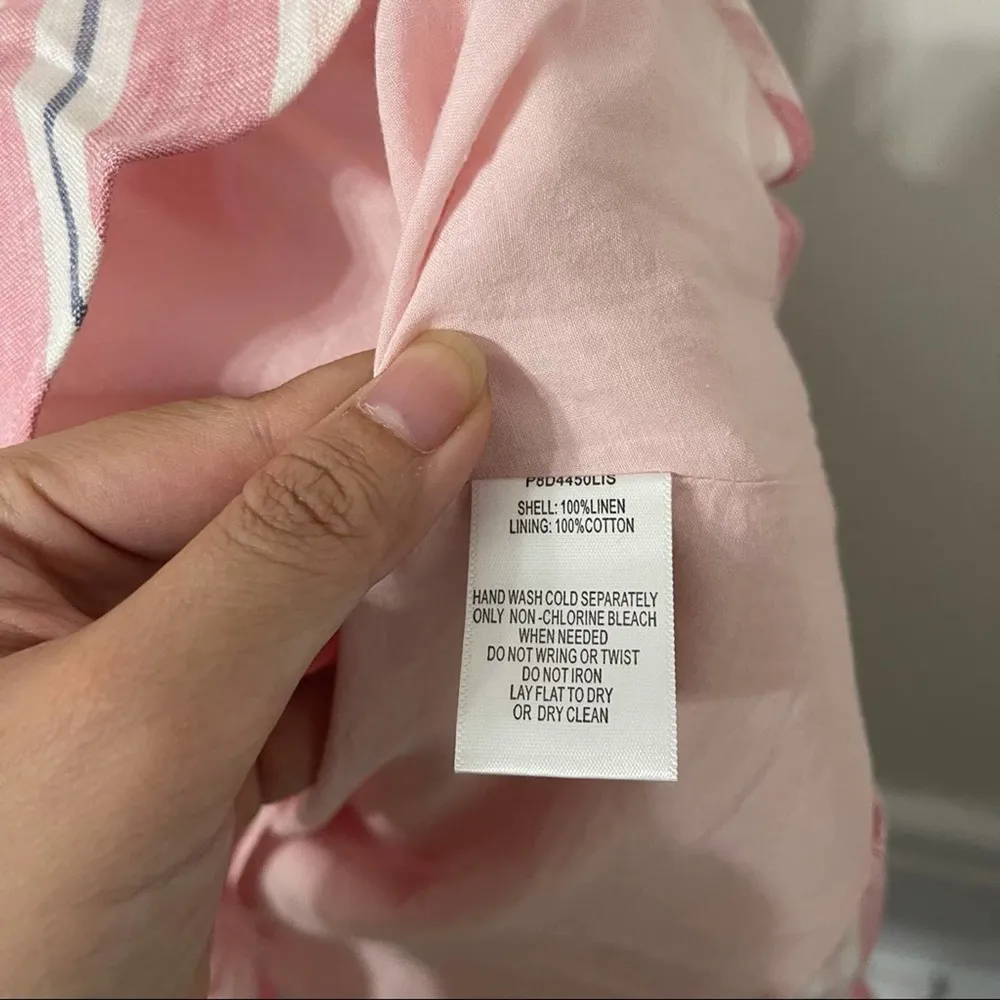 P8D4450LIS
SHELL: 100%LINEN
LINING: 100%COTTON
HAND WASH COLD SEPARATELY
ONLY NON-CHLORINE BLEACH
WHEN NEEDED
DO NOT WRING OR TWIST
DO NOT IRON
LAY FLAT TO DRY
OR DRY CLEAN